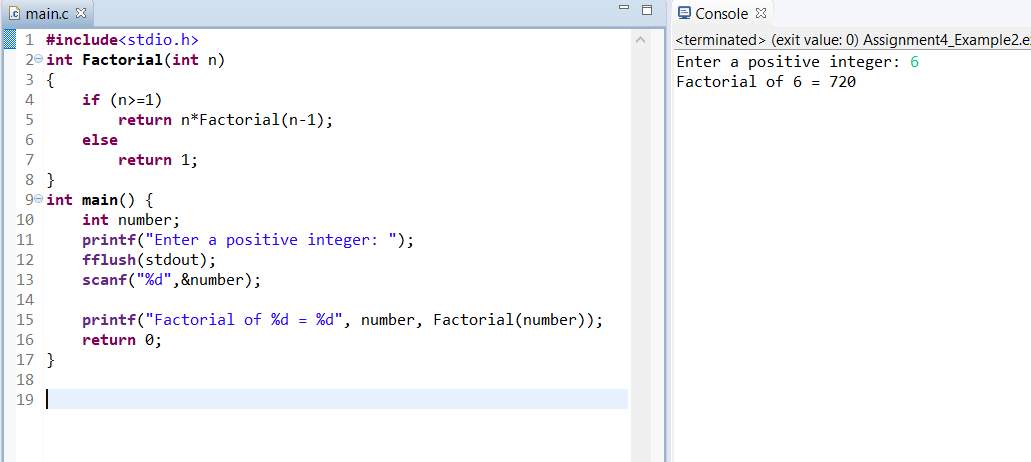 main.c
1 #include<stdio.h>
2 int Factorial(int n)
3 {
4     if (n>=1)
5         return n*Factorial(n-1);
6     else
7         return 1;
8 }
9 int main() {
10     int number;
11     printf("Enter a positive integer: ");
12     fflush(stdout);
13     scanf("%d",&number);
14
15     printf("Factorial of %d = %d", number, Factorial(number));
16     return 0;
17 }
18
19
Console
<terminated> (exit value: 0) Assignment4_Example2.e
Enter a positive integer: 6
Factorial of 6 = 720